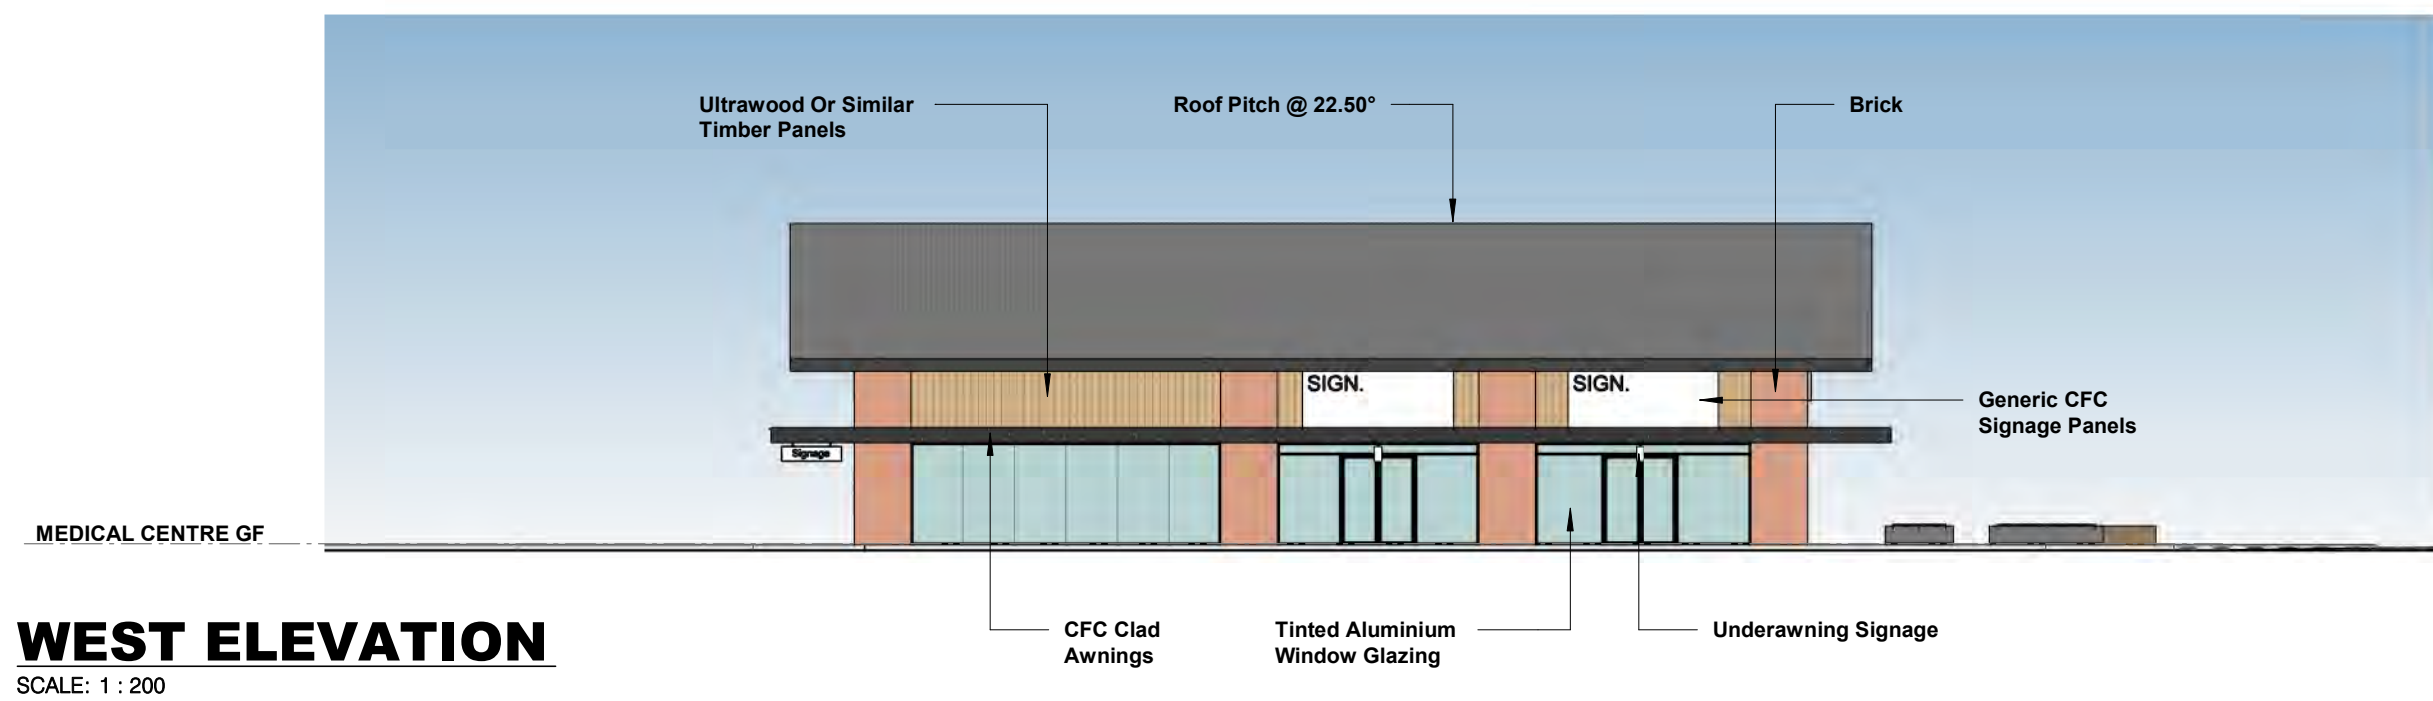 Ultrawood Or Similar
Timber Panels
Roof Pitch @ 22.50°
Brick
SIGN.
SIGN.
Generic CFC
Signage Panels
Signage
MEDICAL CENTRE GF
CFC Clad
Awnings
Tinted Aluminium
Window Glazing
Underawning Signage
WEST ELEVATION
SCALE: 1 : 200